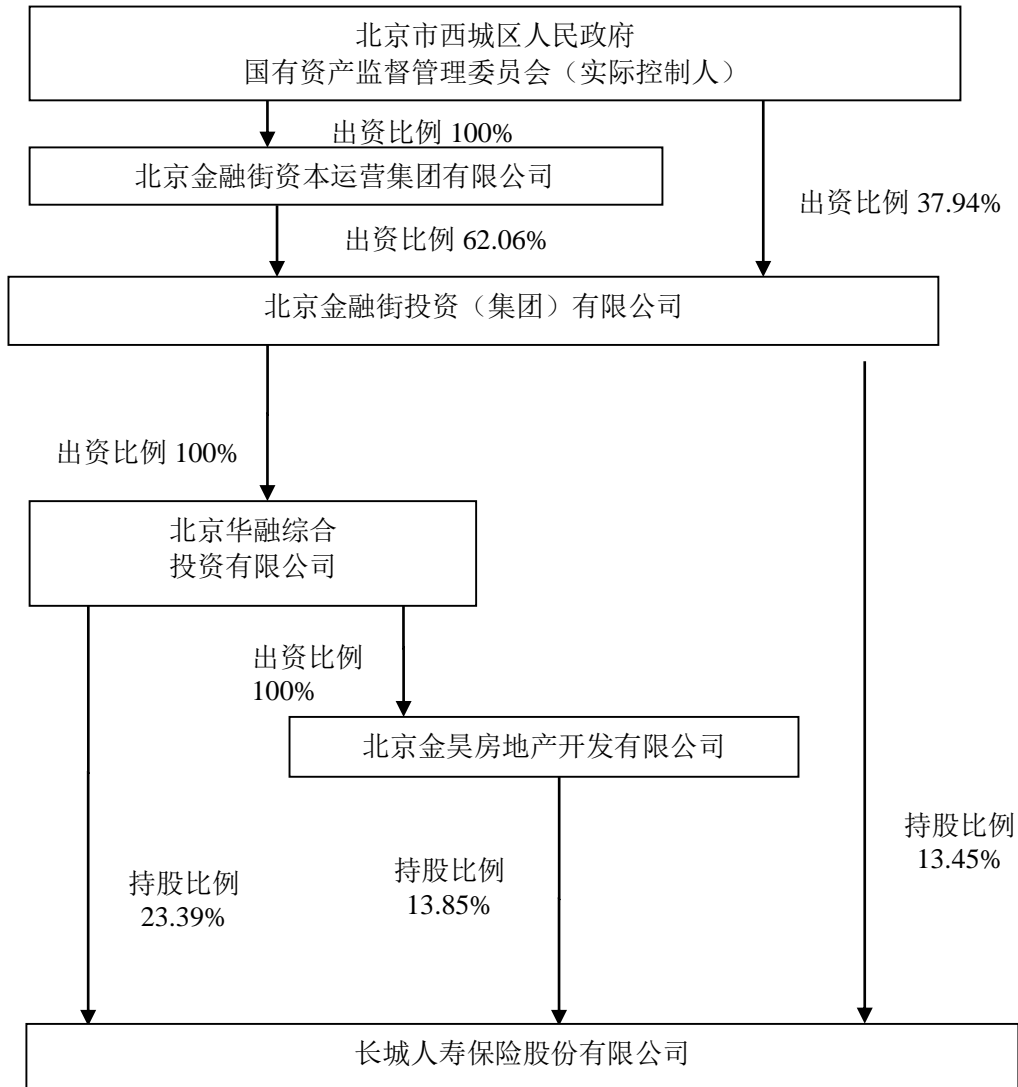 北京市西城区人民政府
国有资产监督管理委员会（实际控制人）
出资比例 100%
北京金融街资本运营集团有限公司
出资比例 37.94%
出资比例 62.06%
北京金融街投资（集团）有限公司
出资比例 100%
北京华融综合
投资有限公司
出资比例
100%
北京金昊房地产开发有限公司
持股比例
13.45%
持股比例
13.85%
持股比例
23.39%
长城人寿保险股份有限公司